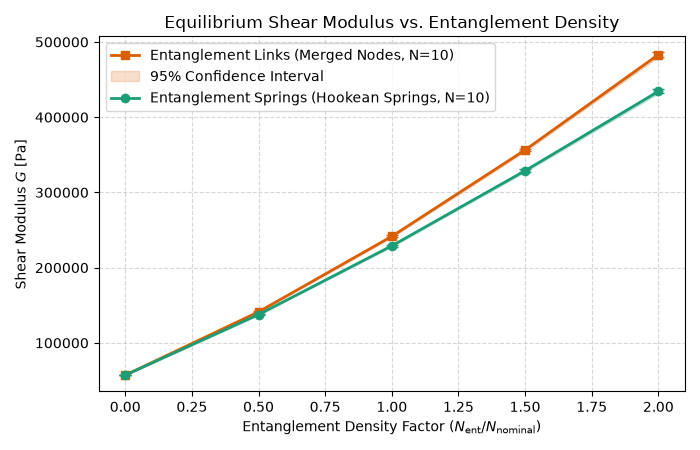 Equilibrium Shear Modulus vs. Entanglement Density
500000
400000
300000
200000
100000
Shear Modulus G [Pa]
Entanglement Links (Merged Nodes, N=10)
95% Confidence Interval
Entanglement Springs (Hookean Springs, N=10)
0.00 0.25 0.50 0.75 1.00 1.25 1.50 1.75 2.00
Entanglement Density Factor (N_ent/N_nominal)